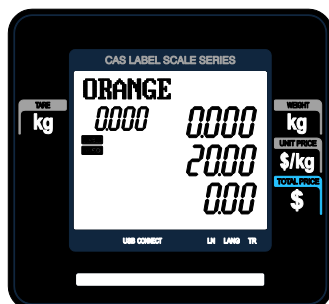 CAS LABEL SCALE SERIES
ORANGE
TARE
kg
0.000
0.000
WEIGHT
kg
20.00
UNIT PRICE
$/kg
0.00
TOTAL PRICE
$
USB CONNECT LN LANG TR